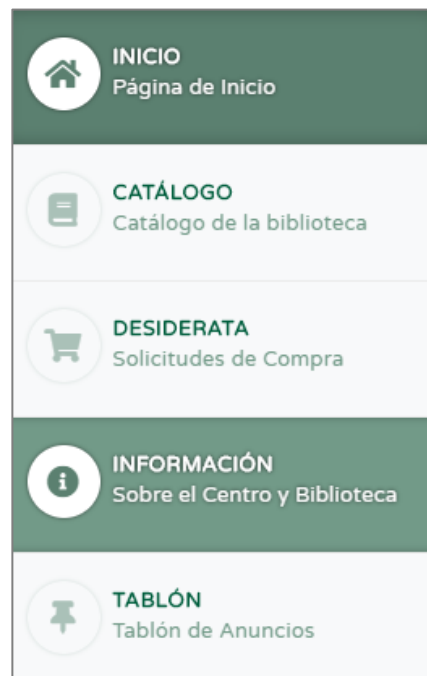 INICIO
Página de Inicio
CATÁLOGO
Catálogo de la biblioteca
DESIDERATA
Solicitudes de Compra
INFORMACIÓN
Sobre el Centro y Biblioteca
TABLÓN
Tablón de Anuncios